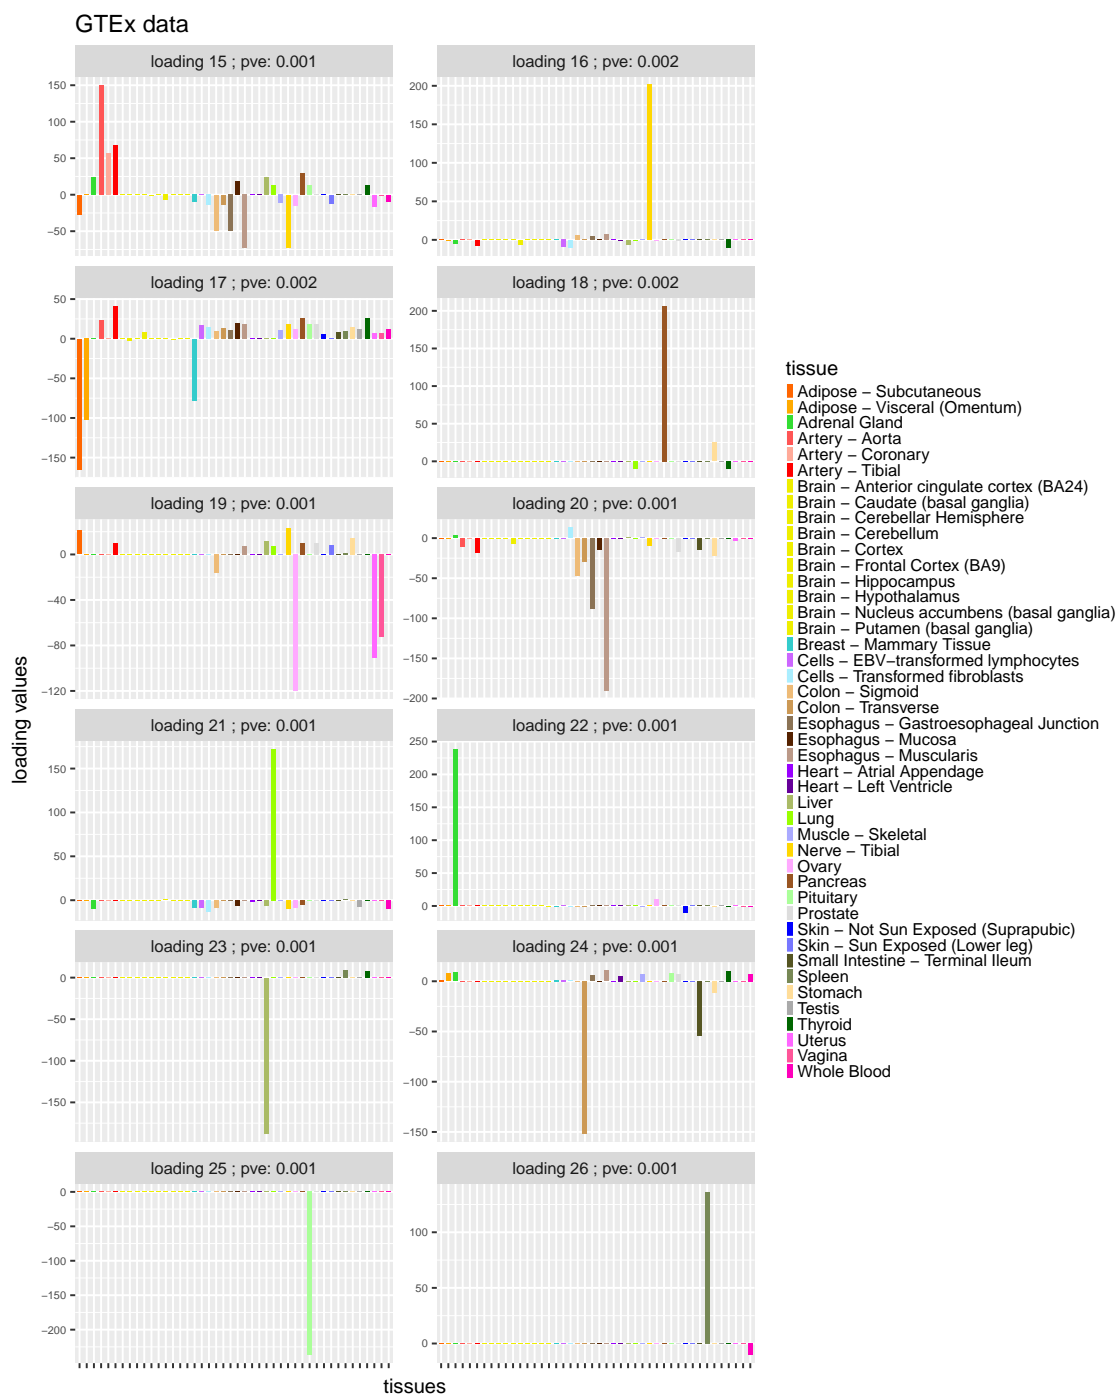 GTEx data
loading 15 ; pve: 0.001
loading 16 ; pve: 0.002
150
100
50
0
−50
200
150
100
50
0
loading 17 ; pve: 0.002
loading 18 ; pve: 0.002
50
0
−50
−100
−150
200
150
100
50
0
loading 19 ; pve: 0.001
loading 20 ; pve: 0.001
0
−40
−80
−120
0
−50
−100
−150
−200
loading 21 ; pve: 0.001
loading 22 ; pve: 0.001
150
100
50
0
250
200
150
100
50
0
loading 23 ; pve: 0.001
loading 24 ; pve: 0.001
0
−50
−100
−150
0
−50
−100
−150
loading 25 ; pve: 0.001
loading 26 ; pve: 0.001
0
−50
−100
−150
−200
100
50
0
loading values
tissues
tissue
Adipose − Subcutaneous
Adipose − Visceral (Omentum)
Adrenal Gland
Artery − Aorta
Artery − Coronary
Artery − Tibial
Brain − Anterior cingulate cortex (BA24)
Brain − Caudate (basal ganglia)
Brain − Cerebellar Hemisphere
Brain − Cerebellum
Brain − Cortex
Brain − Frontal Cortex (BA9)
Brain − Hippocampus
Brain − Hypothalamus
Brain − Nucleus accumbens (basal ganglia)
Brain − Putamen (basal ganglia)
Breast − Mammary Tissue
Cells − EBV−transformed lymphocytes
Cells − Transformed fibroblasts
Colon − Sigmoid
Colon − Transverse
Esophagus − Gastroesophageal Junction
Esophagus − Mucosa
Esophagus − Muscularis
Heart − Atrial Appendage
Heart − Left Ventricle
Liver
Lung
Muscle − Skeletal
Nerve − Tibial
Ovary
Pancreas
Pituitary
Prostate
Skin − Not Sun Exposed (Suprapubic)
Skin − Sun Exposed (Lower leg)
Small Intestine − Terminal Ileum
Spleen
Stomach
Testis
Thyroid
Uterus
Vagina
Whole Blood